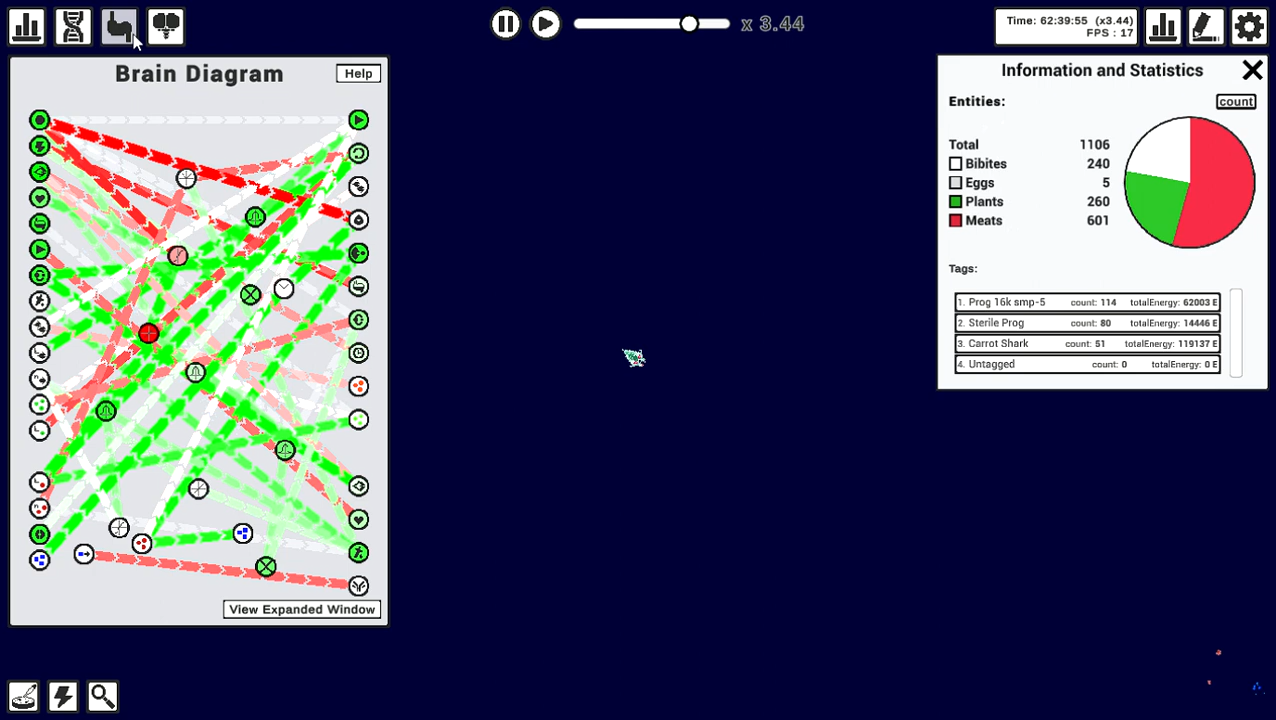 x 3.44
Time: 62:39:55 (x3.44)
FPS : 17
Brain Diagram
Help
View Expanded Window
Information and Statistics
Entities:
count
Total 1106
Bibites 240
Eggs 5
Plants 260
Meats 601
Tags:
1. Prog 16k smp-5 count: 114 totalEnergy: 62003 E
2. Sterile Prog count: 80 totalEnergy: 14446 E
3. Carrot Shark count: 51 totalEnergy: 119137 E
4. Untagged count: 0 totalEnergy: 0 E